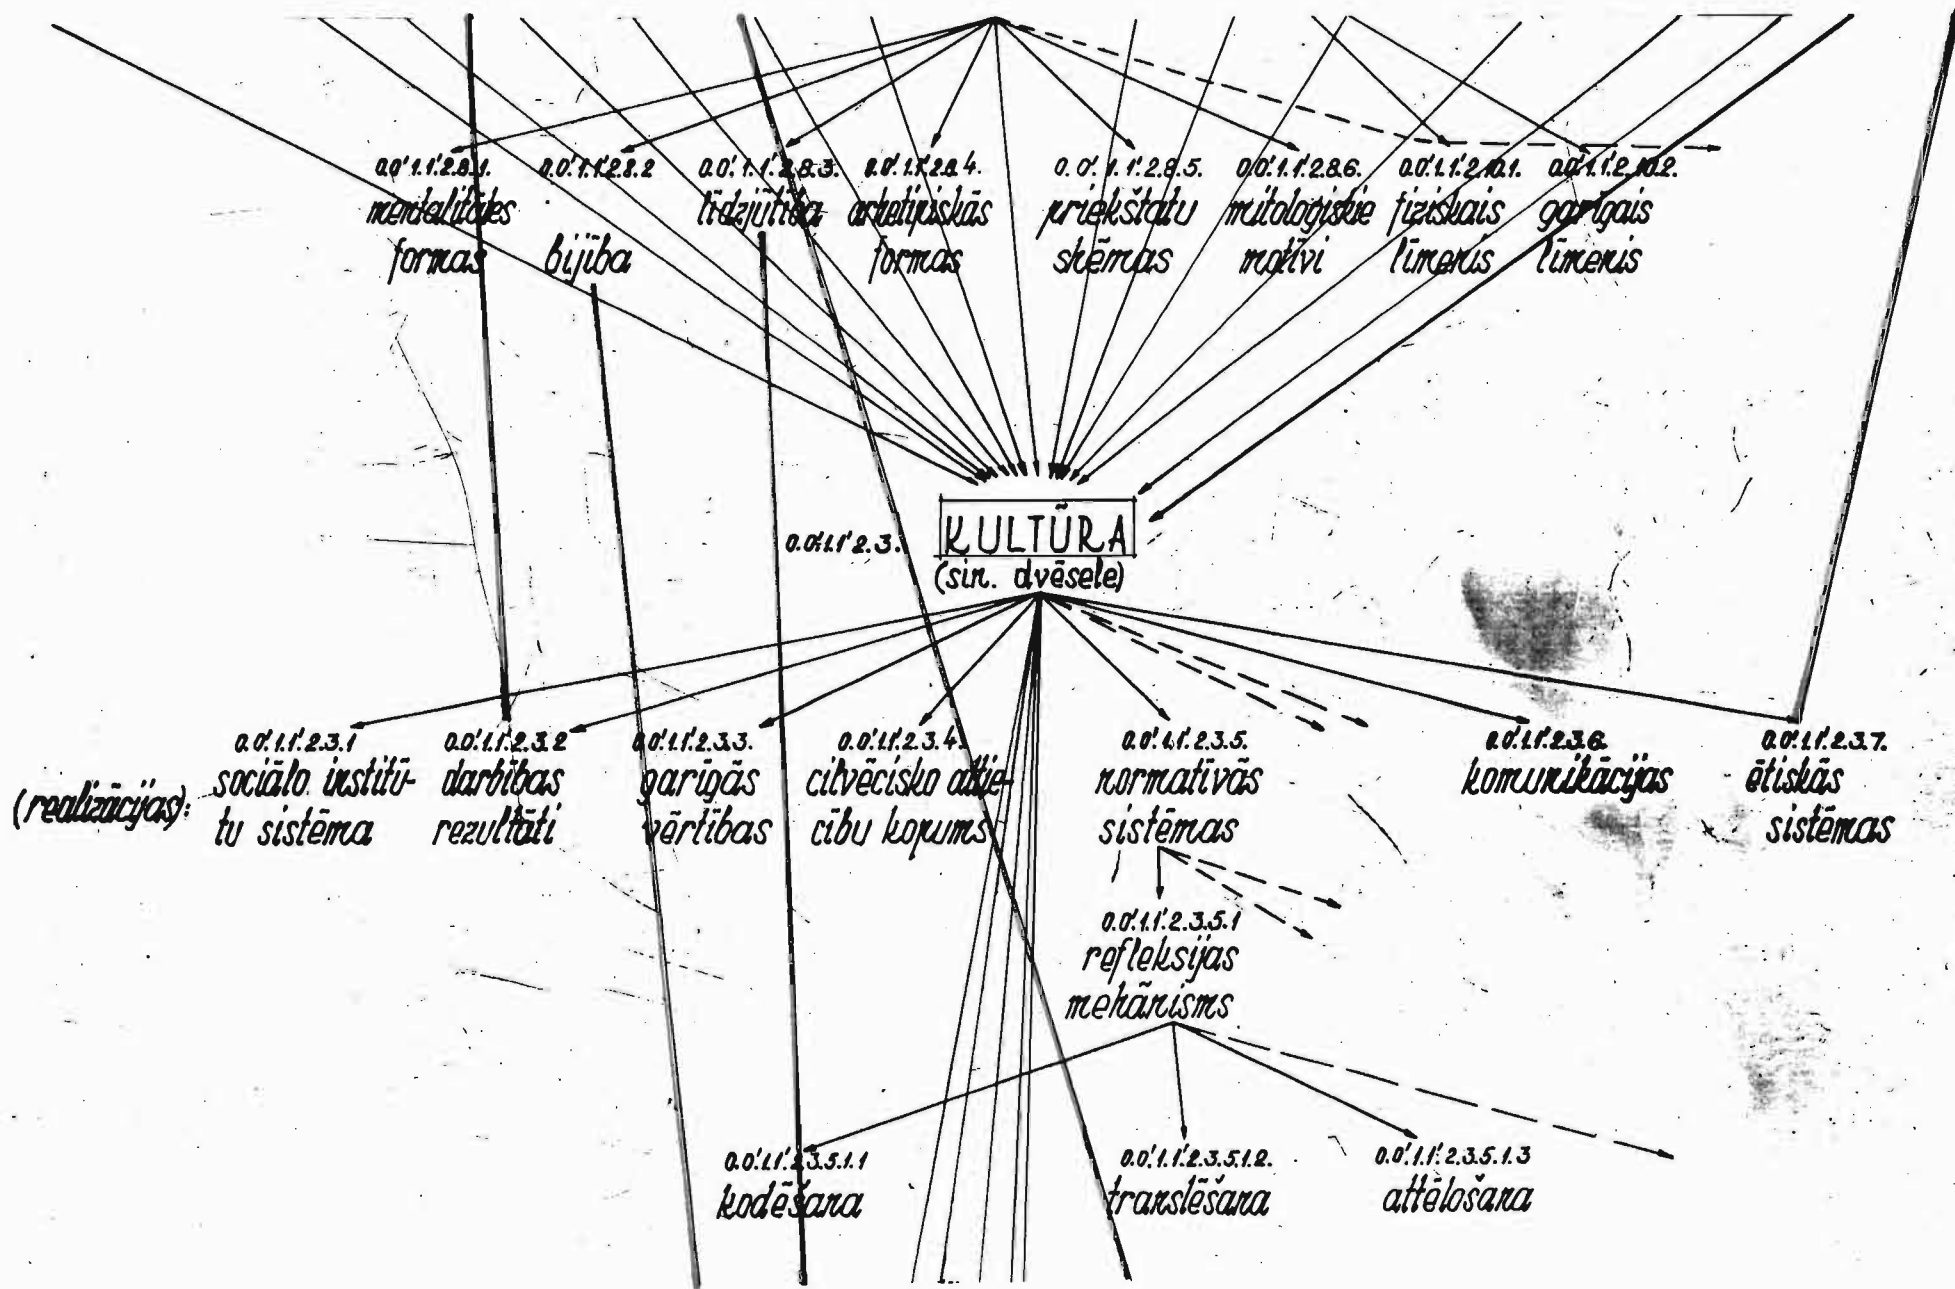 0.0'.1.1'.2.8.1.
mentalitātes
formas
0.0'.1.1'.2.8.2
bijība
0.0'.1.1'.2.8.3.
līdzjūtība
0.0'.1.1'.2.8.4.
arhetipiskās
formas
0.0'.1.1'.2.8.5.
priekštatu
shēmas
0.0'.1.1'.2.8.6.
mitoloģiskie
motīvi
0.0'.1.1'.2.10.1.
fiziskais
līmenis
0.0'.1.1'.2.10.2.
garīgais
līmenis
0.0'.1.1'.2.3.
KULTŪRA
(sin. dvēsele)
(realizācijas):
0.0'.1.1'.2.3.1
sociālo institū-
tu sistēma
0.0'.1.1'.2.3.2
darbības
rezultāti
0.0'.1.1'.2.3.3.
garīgās
vērtības
0.0'.1.1'.2.3.4.
cilvēcisko attie-
cību kopums
0.0'.1.1'.2.3.5.
normatīvās
sistēmas
0.0'.1.1'.2.3.6.
komunikācijas
0.0'.1.1'.2.3.7.
ētiskās
sistēmas
0.0'.1.1'.2.3.5.1
refleksijas
mehānisms
0.0'.1.1'.2.3.5.1.1
kodēšana
0.0'.1.1'.2.3.5.1.2.
translēšana
0.0'.1.1'.2.3.5.1.3
attēlošana